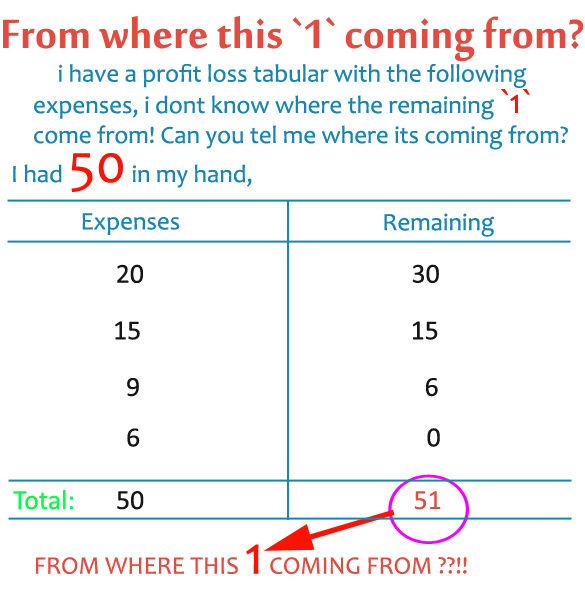 From where this `1` coming from?
i have a profit loss tabular with the following
expenses, i dont know where the remaining `1`
come from! Can you tel me where its coming from?
I had 50 in my hand,
Expenses Remaining
20 30
15 15
9 6
6 0
Total: 50 51
FROM WHERE THIS 1 COMING FROM ??!!